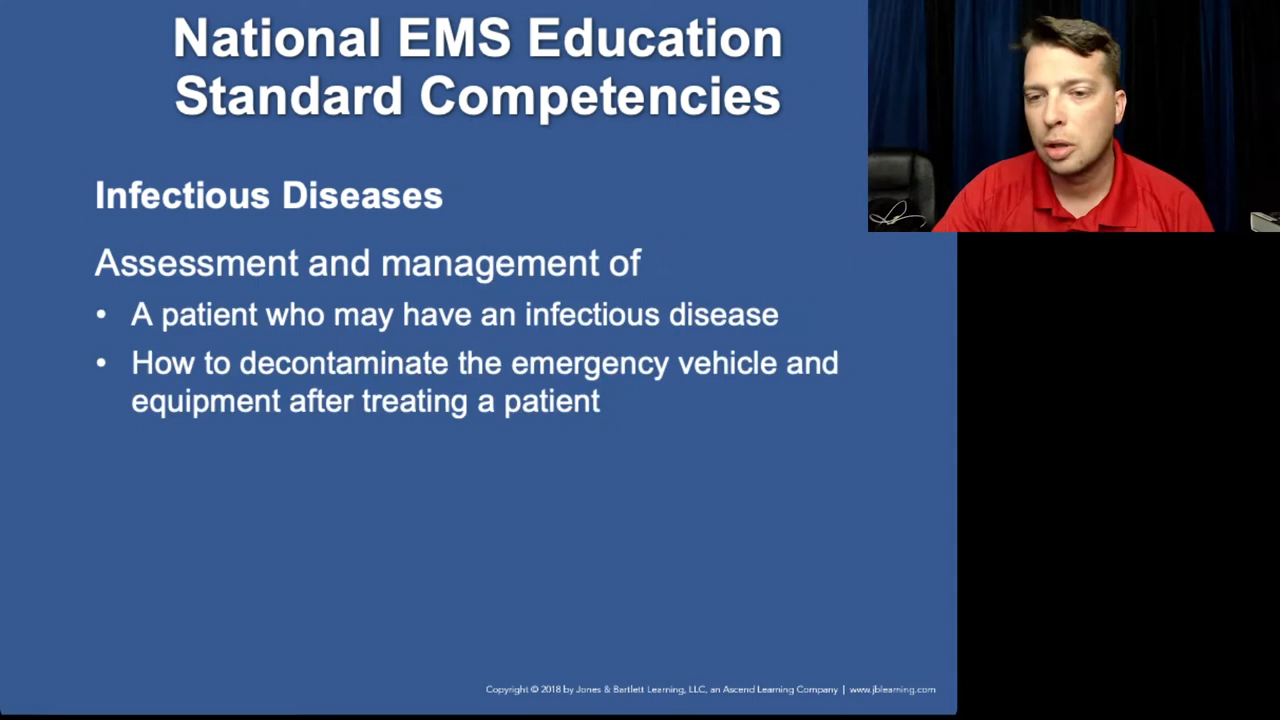 National EMS Education
Standard Competencies
Infectious Diseases
Assessment and management of
• A patient who may have an infectious disease
• How to decontaminate the emergency vehicle and
equipment after treating a patient
Copyright © 2018 by Jones & Bartlett Learning, LLC, an Ascend Learning Company | www.jblearning.com